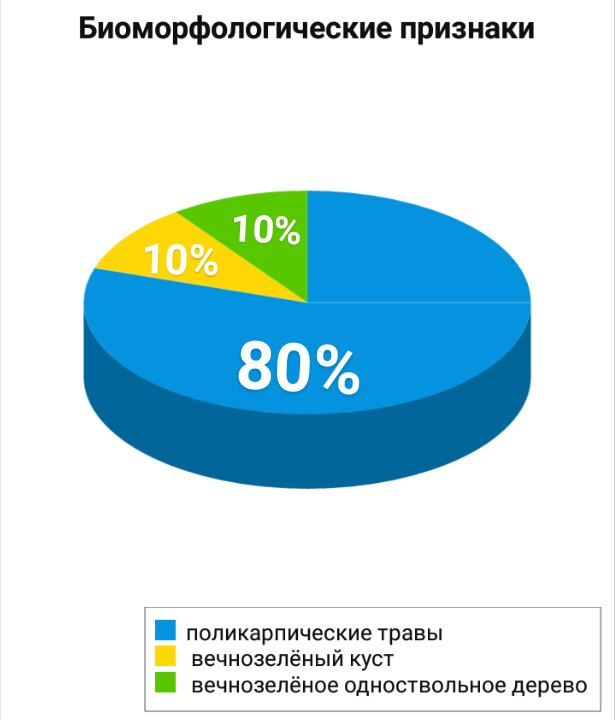 Биоморфологические признаки
10%
10%
80%
поликарпические травы
вечнозелёный куст
вечнозелёное одноствольное дерево